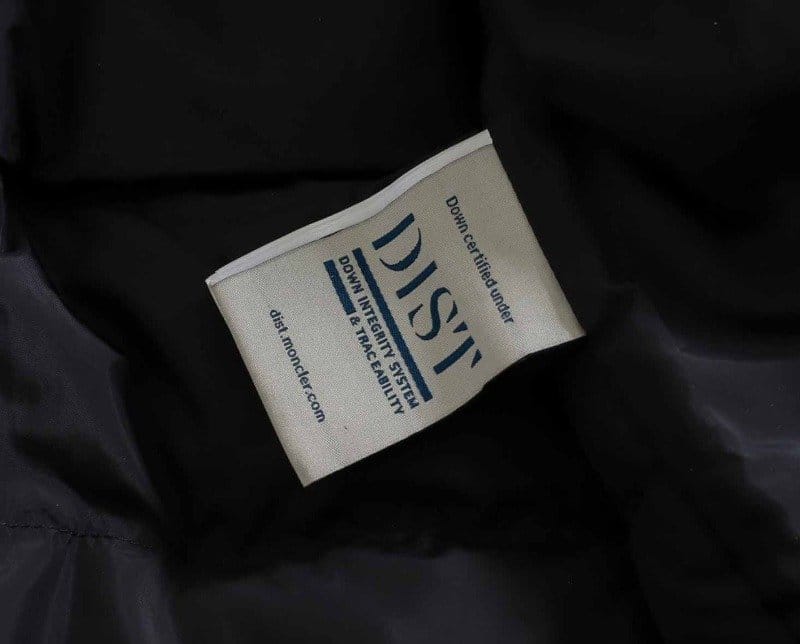 Down certified under
DIST
DOWN INTEGRITY SYSTEM
& TRACEABILITY
dist.moncler.com